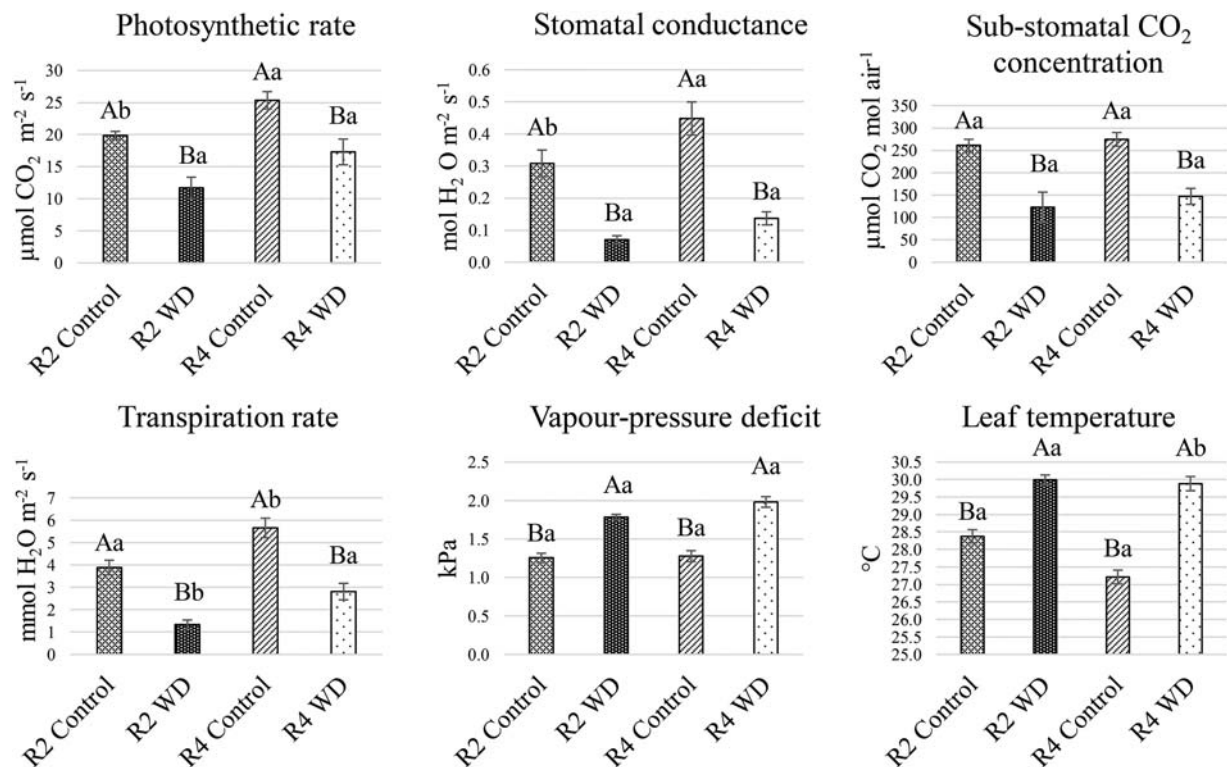 Photosynthetic rate
µmol CO₂ m⁻² s⁻¹
30
25
20
15
10
5
0
Ab
Ba
Aa
Ba
R2 Control
R2 WD
R4 Control
R4 WD
Stomatal conductance
mol H₂ O m⁻² s⁻¹
0.6
0.5
0.4
0.3
0.2
0.1
0.0
Ab
Ba
Aa
Ba
R2 Control
R2 WD
R4 Control
R4 WD
Sub-stomatal CO₂
concentration
µmol CO₂ mol air⁻¹
350
300
250
200
150
100
50
0
Aa
Ba
Aa
Ba
R2 Control
R2 WD
R4 Control
R4 WD
Transpiration rate
mmol H₂O m⁻² s⁻¹
7
6
5
4
3
2
1
0
Aa
Bb
Ab
Ba
R2 Control
R2 WD
R4 Control
R4 WD
Vapour-pressure deficit
kPa
2.5
2.0
1.5
1.0
0.5
0.0
Ba
Aa
Ba
Aa
R2 Control
R2 WD
R4 Control
R4 WD
Leaf temperature
°C
30.5
30.0
29.5
29.0
28.5
28.0
27.5
27.0
26.5
26.0
25.5
25.0
Ba
Aa
Ba
Ab
R2 Control
R2 WD
R4 Control
R4 WD